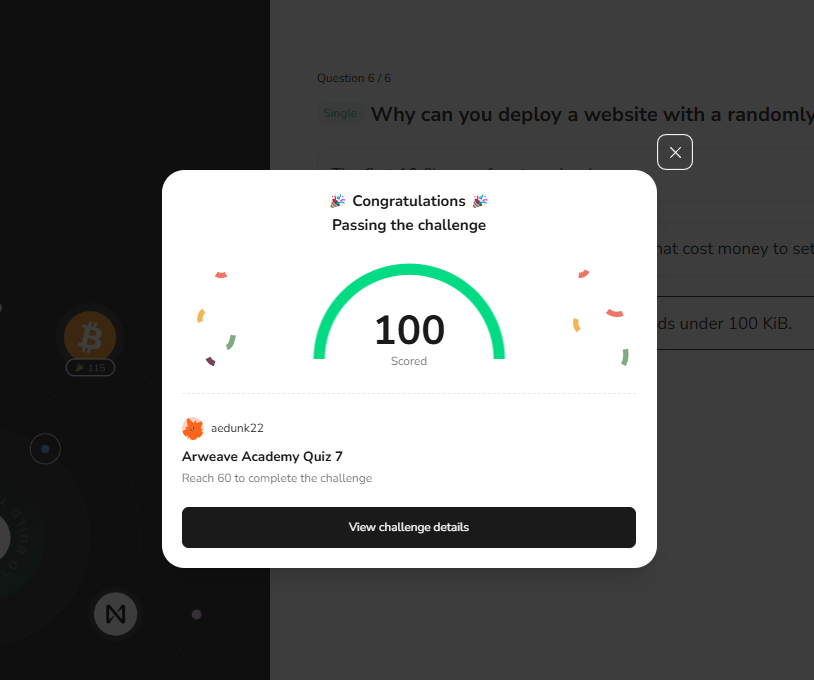 Question 6 / 6
Single
Why can you deploy a website with a randomly
Congratulations
Passing the challenge
hat cost money to set
100
Scored
ds under 100 KiB.
115
aedunk22
Arweave Academy Quiz 7
Reach 60 to complete the challenge
View challenge details